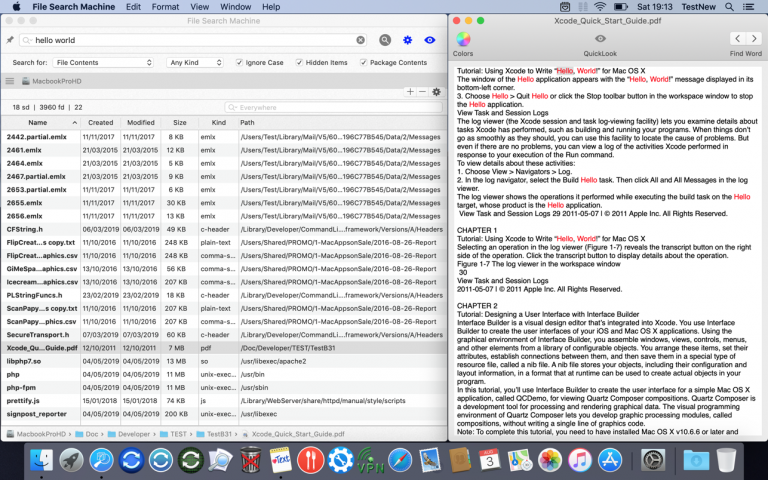 File Search Machine Edit Format View Window Help Sat 19:13 TestNew
File Search Machine
hello world
Search for: File Contents Any Kind Ignore Case Hidden Items Package Contents
MacbookProHD
18 sd | 3960 fd | 22 Everywhere
Name Created Modified Size Kind Path
2442.partial.emlx 11/11/2017 11/11/2017 8 KB emlx /Users/Test/Library/Mail/V5/60...196C77B545/Data/2/Messages
2461.emlx 21/03/2015 21/03/2015 12 KB emlx /Users/Test/Library/Mail/V5/60...196C77B545/Data/2/Messages
2464.emlx 21/03/2015 21/03/2015 5 KB emlx /Users/Test/Library/Mail/V5/60...196C77B545/Data/2/Messages
2467.partial.emlx 21/03/2015 21/03/2015 9 KB emlx /Users/Test/Library/Mail/V5/60...196C77B545/Data/2/Messages
2653.partial.emlx 11/11/2017 11/11/2017 6 KB emlx /Users/Test/Library/Mail/V5/60...196C77B545/Data/2/Messages
2655.emlx 11/11/2017 11/11/2017 30 KB emlx /Users/Test/Library/Mail/V5/60...196C77B545/Data/2/Messages
2656.emlx 11/11/2017 11/11/2017 13 KB emlx /Users/Test/Library/Mail/V5/60...196C77B545/Data/2/Messages
CFString.h 06/03/2019 06/03/2019 49 KB c-header /Library/Developer/CommandLi...frameworks/Versions/A/Headers
FlipCreat...s copy.txt 11/10/2016 11/10/2016 248 KB plain-text /Users/Shared/PROMO/1-MacAppsonSale/2016-08-26-Report
FlipCreat...aphics.csv 11/10/2016 11/10/2016 248 KB comma-s... /Users/Shared/PROMO/1-MacAppsonSale/2016-08-26-Report
GiMeSpa...aphics.csv 13/10/2016 13/10/2016 56 KB comma-s... /Users/Shared/PROMO/1-MacAppsonSale/2016-08-26-Report
Icecream...aphics.csv 13/10/2016 13/10/2016 207 KB comma-s... /Users/Shared/PROMO/1-MacAppsonSale/2016-08-26-Report
PLStringFuncs.h 23/02/2019 23/02/2019 18 KB c-header /Library/Developer/CommandLi...frameworks/Versions/A/Headers
ScanPapy...s copy.txt 11/10/2016 11/10/2016 207 KB plain-text /Users/Shared/PROMO/1-MacAppsonSale/2016-08-26-Report
ScanPapy...phics.csv 11/10/2016 11/10/2016 207 KB comma-s... /Users/Shared/PROMO/1-MacAppsonSale/2016-08-26-Report
SecureTransport.h 07/03/2019 07/03/2019 60 KB c-header /Library/Developer/CommandLi...frameworks/Versions/A/Headers
Xcode_Qu...Guide.pdf 12/10/2011 12/10/2011 7 MB pdf /Doc/Developer/TEST/TestB31
libphp7.so 04/05/2019 04/05/2019 13 MB so /usr/libexec/apache2
php 04/05/2019 04/05/2019 11 MB unix-exec... /usr/bin
php-fpm 04/05/2019 04/05/2019 11 MB unix-exec... /usr/sbin
prettify.js 15/01/2018 15/01/2018 74 KB js /Library/WebServer/share/httpd/manual/style/scripts
signpost_reporter 04/05/2019 04/05/2019 200 KB unix-exec... /usr/libexec
MacbookProHD Doc Developer TEST TestB31 Xcode_Quick_Start_Guide.pdf
Xcode_Quick_Start_Guide.pdf
Colors QuickLook Find Word
Tutorial: Using Xcode to Write "Hello, World!" for Mac OS X
The window of the Hello application appears with the "Hello, World!" message displayed in its
bottom-left corner.
3. Choose Hello > Quit Hello or click the Stop toolbar button in the workspace window to stop
the Hello application.
View Task and Session Logs
The log viewer (the Xcode session and task log-viewing facility) lets you examine details about
tasks Xcode has performed, such as building and running your programs. When things don't
go as smoothly as they should, you can use this facility to locate the cause of problems. But
even if there are no problems, you can view a log of the activities Xcode performed in
response to your execution of the Run command.
To view details about these activities:
1. Choose View > Navigators > Log.
2. In the log navigator, select the Build Hello task. Then click All and All Messages in the log
viewer.
The log viewer shows the operations it performed while executing the build task on the Hello
target, whose product is the Hello application.
View Task and Session Logs 29 2011-05-07 | © 2011 Apple Inc. All Rights Reserved.
CHAPTER 1
Tutorial: Using Xcode to Write "Hello, World!" for Mac OS X
Selecting an operation in the log viewer (Figure 1-7) reveals the transcript button on the right
side of the operation. Click the transcript button to display details about the operation.
Figure 1-7 The log viewer in the workspace window
30
View Task and Session Logs
2011-05-07 | © 2011 Apple Inc. All Rights Reserved.
CHAPTER 2
Tutorial: Designing a User Interface with Interface Builder
Interface Builder is a visual design editor that's integrated into Xcode. You use Interface
Builder to create the user interfaces of your iOS and Mac OS X applications. Using the
graphical environment of Interface Builder, you assemble windows, views, controls, menus,
and other elements from a library of configurable objects. You arrange these items, set their
attributes, establish connections between them, and then save them in a special type of
resource file, called a nib file. A nib file stores your objects, including their configuration and
layout information, in a format that at runtime can be used to create actual objects in your
program.
In this tutorial, you'll use Interface Builder to create the user interface for a simple Mac OS X
application, called QCDemo, for viewing Quartz Composer compositions. Quartz Composer is
a development tool for processing and rendering graphical data. The visual programming
environment of Quartz Composer lets you develop graphic processing modules, called
compositions, without writing a single line of graphics code.
Note: To complete this tutorial, you need to have installed Mac OS X v10.6.6 or later and
Text
VPN
SUN
3